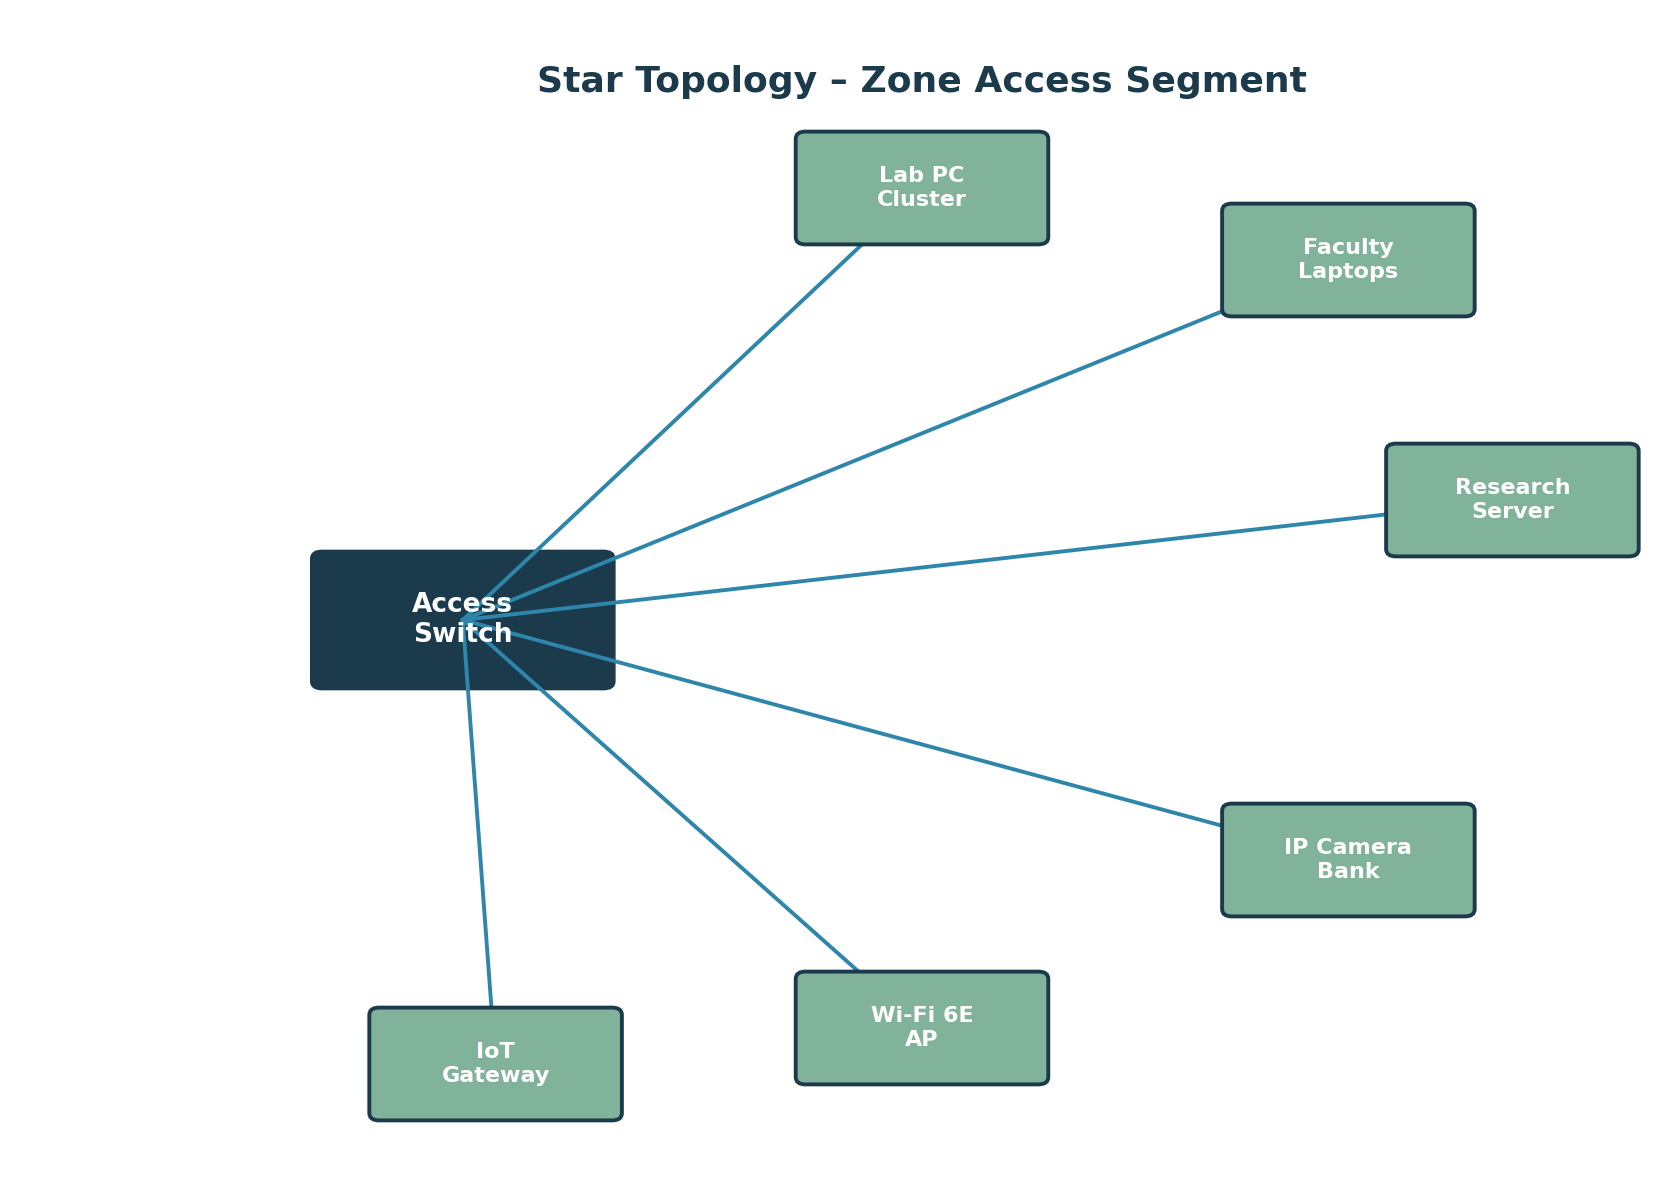 Star Topology – Zone Access Segment
Lab PC
Cluster
Faculty
Laptops
Research
Server
Access
Switch
IP Camera
Bank
Wi-Fi 6E
AP
IoT
Gateway